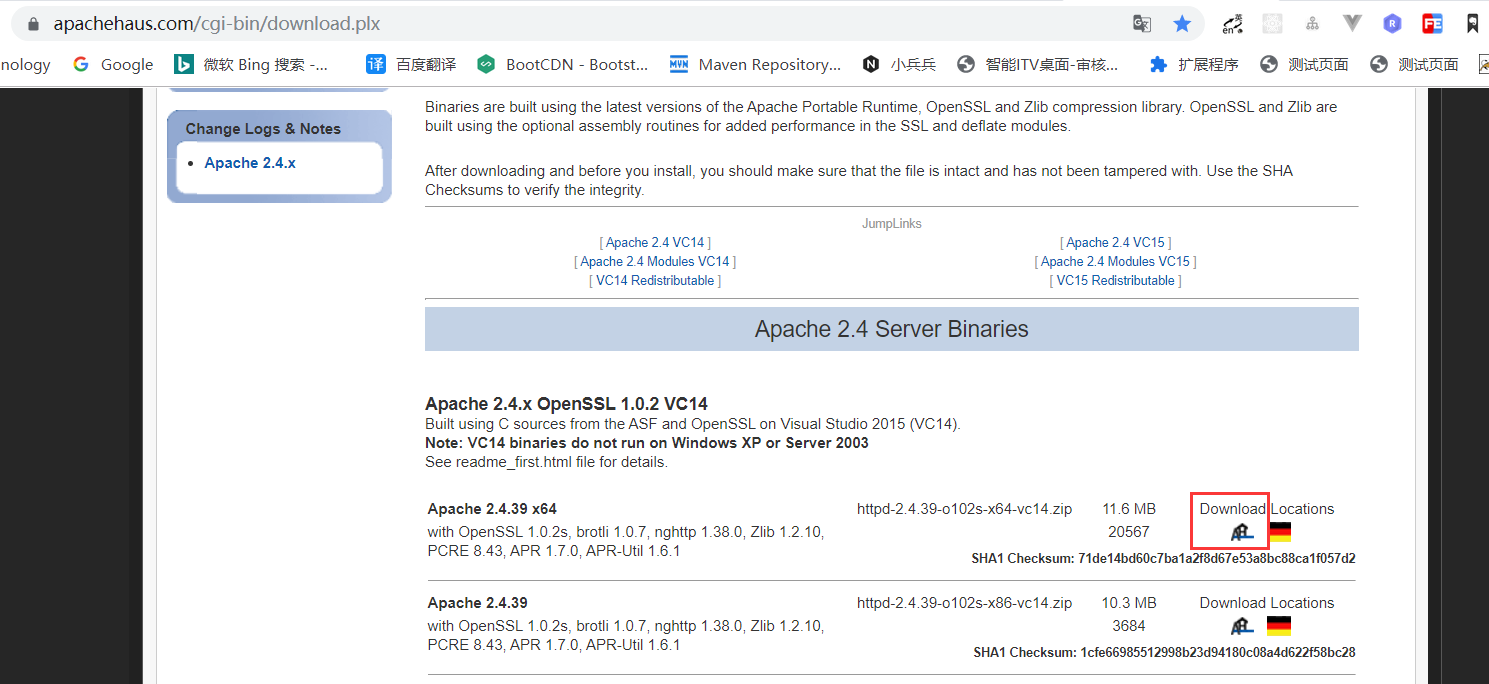 apachehaus.com/cgi-bin/download.plx
nology Google 微软 Bing 搜索 -... 译 百度翻译 BootCDN - Bootst... MVN Maven Repository... N 小兵兵 智能ITV桌面-审核... 扩展程序 测试页面 测试页面
Change Logs & Notes
• Apache 2.4.x
Binaries are built using the latest versions of the Apache Portable Runtime, OpenSSL and Zlib compression library. OpenSSL and Zlib are
built using the optional assembly routines for added performance in the SSL and deflate modules.
After downloading and before you install, you should make sure that the file is intact and has not been tampered with. Use the SHA
Checksums to verify the integrity.
JumpLinks
[ Apache 2.4 VC14 ] [ Apache 2.4 VC15 ]
[ Apache 2.4 Modules VC14 ] [ Apache 2.4 Modules VC15 ]
[ VC14 Redistributable ] [ VC15 Redistributable ]
Apache 2.4 Server Binaries
Apache 2.4.x OpenSSL 1.0.2 VC14
Built using C sources from the ASF and OpenSSL on Visual Studio 2015 (VC14).
Note: VC14 binaries do not run on Windows XP or Server 2003
See readme_first.html file for details.
Apache 2.4.39 x64 httpd-2.4.39-o102s-x64-vc14.zip 11.6 MB Download Locations
with OpenSSL 1.0.2s, brotli 1.0.7, nghttp 1.38.0, Zlib 1.2.10, 20567
PCRE 8.43, APR 1.7.0, APR-Util 1.6.1
SHA1 Checksum: 71de14bd60c7ba1a2f8d67e53a8bc88ca1f057d2
Apache 2.4.39 httpd-2.4.39-o102s-x86-vc14.zip 10.3 MB Download Locations
with OpenSSL 1.0.2s, brotli 1.0.7, nghttp 1.38.0, Zlib 1.2.10, 3684
PCRE 8.43, APR 1.7.0, APR-Util 1.6.1
SHA1 Checksum: 1cfe66985512998b23d94180c08a4d622f58bc28